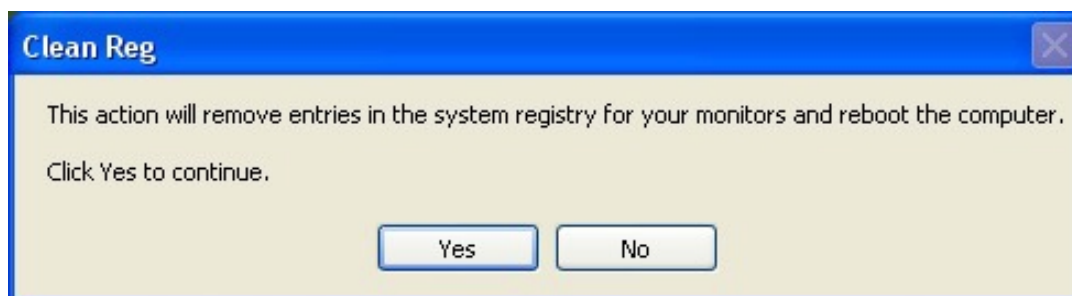 Clean Reg
This action will remove entries in the system registry for your monitors and reboot the computer.
Click Yes to continue.
Yes No